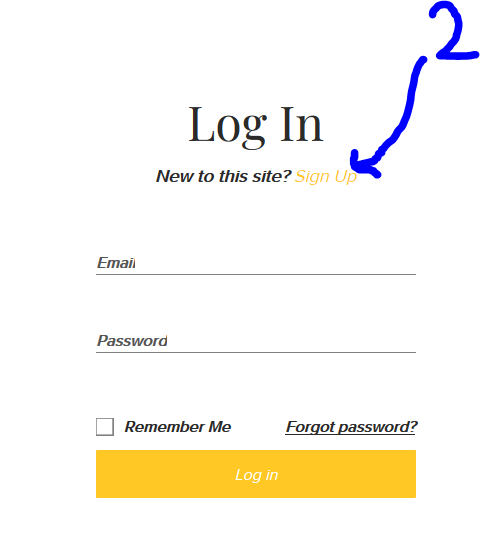 2
Log In
New to this site? Sign Up
Email
Password
Remember Me Forgot password?
Log in